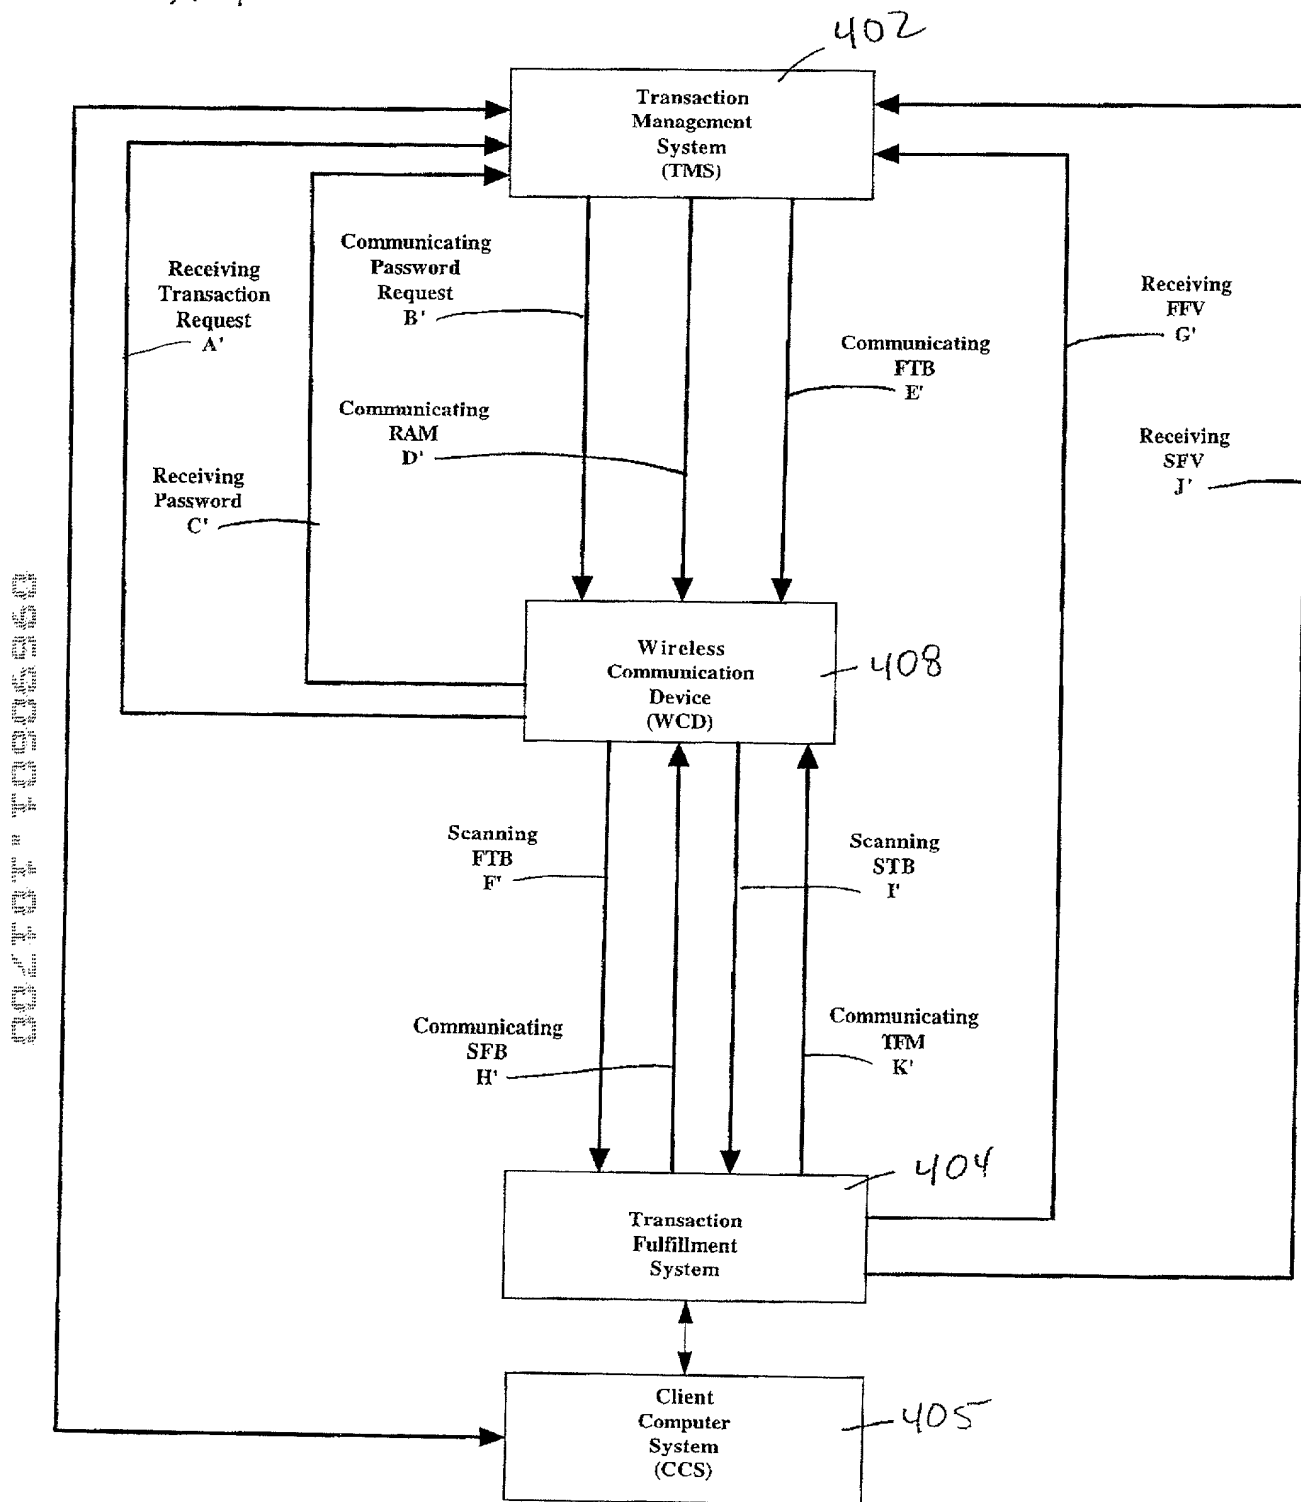 402
Transaction
Management
System
(TMS)
Communicating
Password
Request
B'
Receiving
Transaction
Request
A'
Receiving
FFV
G'
Communicating
FTB
E'
Communicating
RAM
D'
Receiving
SFV
J'
Receiving
Password
C'
Wireless
Communication
Device
(WCD)
408
Scanning
FTB
F'
Scanning
STB
I'
Communicating
SFB
H'
Communicating
TFM
K'
404
Transaction
Fulfillment
System
Client
Computer
System
(CCS)
405